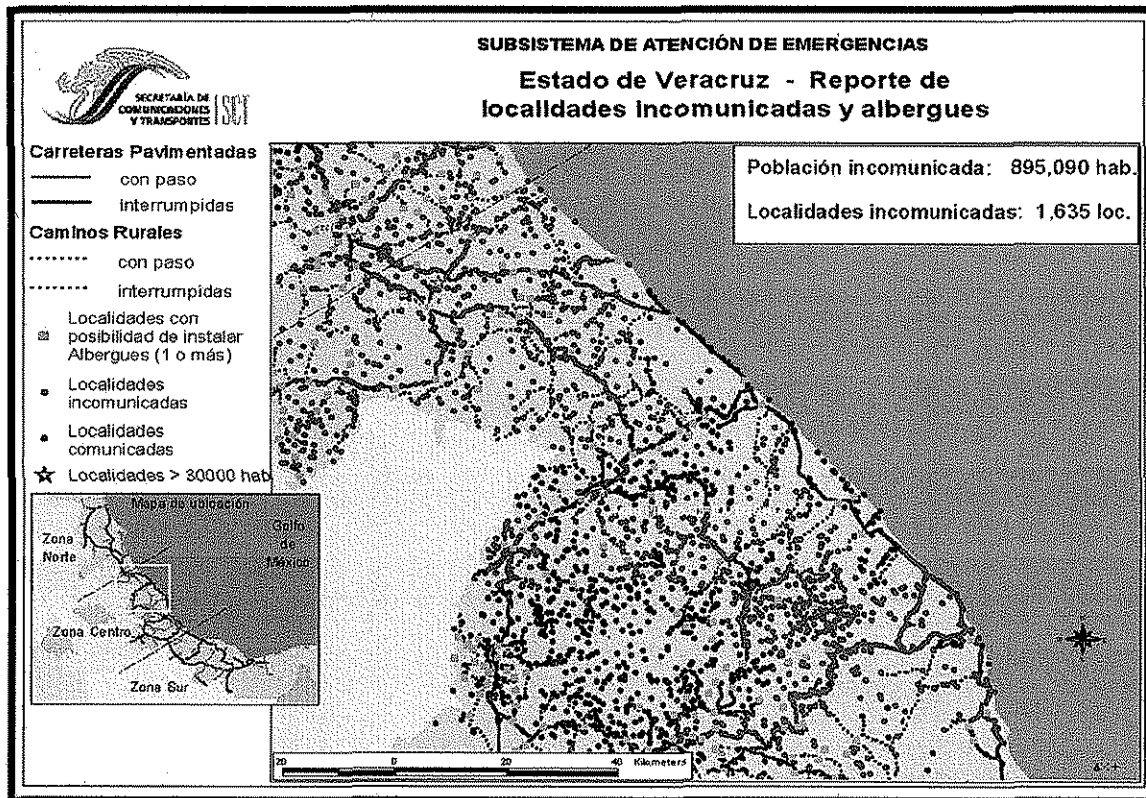 SUBSISTEMA DE ATENCIÓN DE EMERGENCIAS
Estado de Veracruz - Reporte de
localidades incomunicadas y albergues
SECRETARÍA DE
COMUNICACIONES
Y TRANSPORTES
SCT
Carreteras Pavimentadas
con paso
interrumpidas
Caminos Rurales
con paso
interrumpidas
Localidades con
posibilidad de instalar
Albergues (1 o más)
Localidades
incomunicadas
Localidades
comunicadas
Localidades > 30000 hab
Población incomunicada: 895,090 hab.
Localidades incomunicadas: 1,635 loc.
Mapa de ubicación
Zona
Norte
Golfo
de
México
Zona Centro
Zona Sur
20 0 20 40 Kilometers